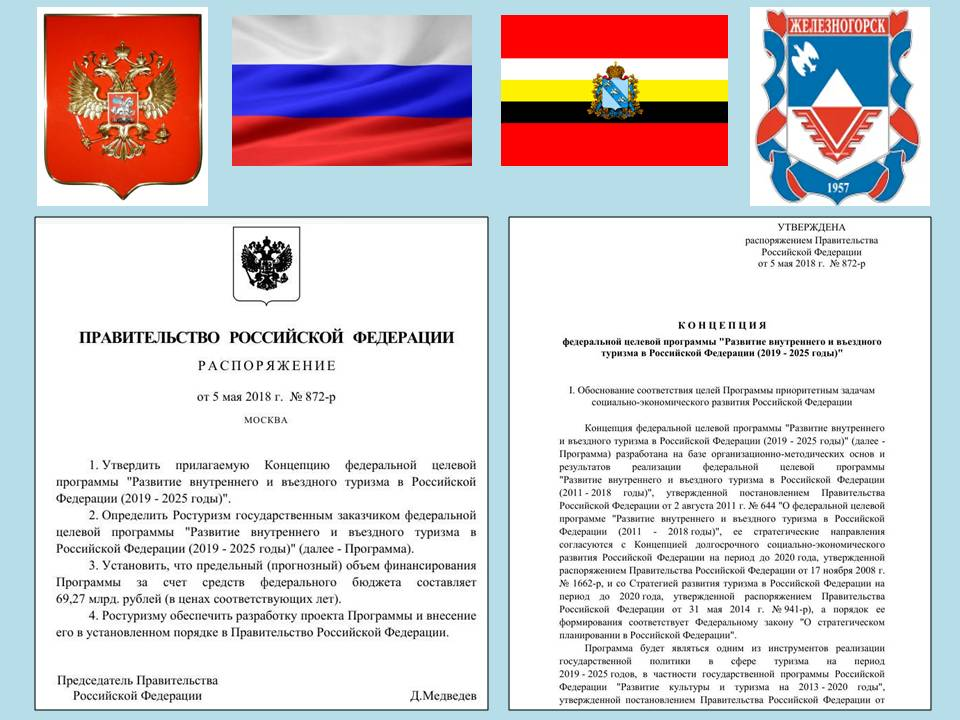 ЖЕЛЕЗНОГОРСК
1957
ПРАВИТЕЛЬСТВО РОССИЙСКОЙ ФЕДЕРАЦИИ
РАСПОРЯЖЕНИЕ
от 5 мая 2018 г. № 872-р
МОСКВА
1. Утвердить прилагаемую Концепцию федеральной целевой
программы "Развитие внутреннего и въездного туризма в Российской
Федерации (2019 - 2025 годы)".
2. Определить Ростуризм государственным заказчиком федеральной
целевой программы "Развитие внутреннего и въездного туризма в
Российской Федерации (2019 - 2025 годы)" (далее - Программа).
3. Установить, что предельный (прогнозный) объем финансирования
Программы за счет средств федерального бюджета составляет
69,27 млрд. рублей (в ценах соответствующих лет).
4. Ростуризму обеспечить разработку проекта Программы и внесение
его в установленном порядке в Правительство Российской Федерации.
Председатель Правительства
Российской Федерации
Д.Медведев
УТВЕРЖДЕНА
распоряжением Правительства
Российской Федерации
от 5 мая 2018 г. № 872-р
КОНЦЕПЦИЯ
федеральной целевой программы "Развитие внутреннего и въездного
туризма в Российской Федерации (2019 - 2025 годы)"
I. Обоснование соответствия целей Программы приоритетным задачам
социально-экономического развития Российской Федерации
Концепция федеральной целевой программы "Развитие внутреннего
и въездного туризма в Российской Федерации (2019 - 2025 годы)" (далее -
Программа) разработана на базе организационно-методических основ и
результатов реализации федеральной целевой программы
"Развитие внутреннего и въездного туризма в Российской Федерации
(2011 - 2018 годы)", утвержденной постановлением Правительства
Российской Федерации от 2 августа 2011 г. № 644 "О федеральной целевой
программе "Развитие внутреннего и въездного туризма в Российской
Федерации (2011 - 2018 годы)", ее стратегические направления
согласуются с Концепцией долгосрочного социально-экономического
развития Российской Федерации на период до 2020 года, утвержденной
распоряжением Правительства Российской Федерации от 17 ноября 2008 г.
№ 1662-р, и со Стратегией развития туризма в Российской Федерации на
период до 2020 года, утвержденной распоряжением Правительства
Российской Федерации от 31 мая 2014 г. № 941-р), а порядок ее
формирования соответствует Федеральному закону "О стратегическом
планировании в Российской Федерации".
Программа будет являться одним из инструментов реализации
государственной политики в сфере туризма на период
2019 - 2025 годов, в частности государственной программы Российской
Федерации "Развитие культуры и туризма на 2013 - 2020 годы",
утвержденной постановлением Правительства Российской Федерации от